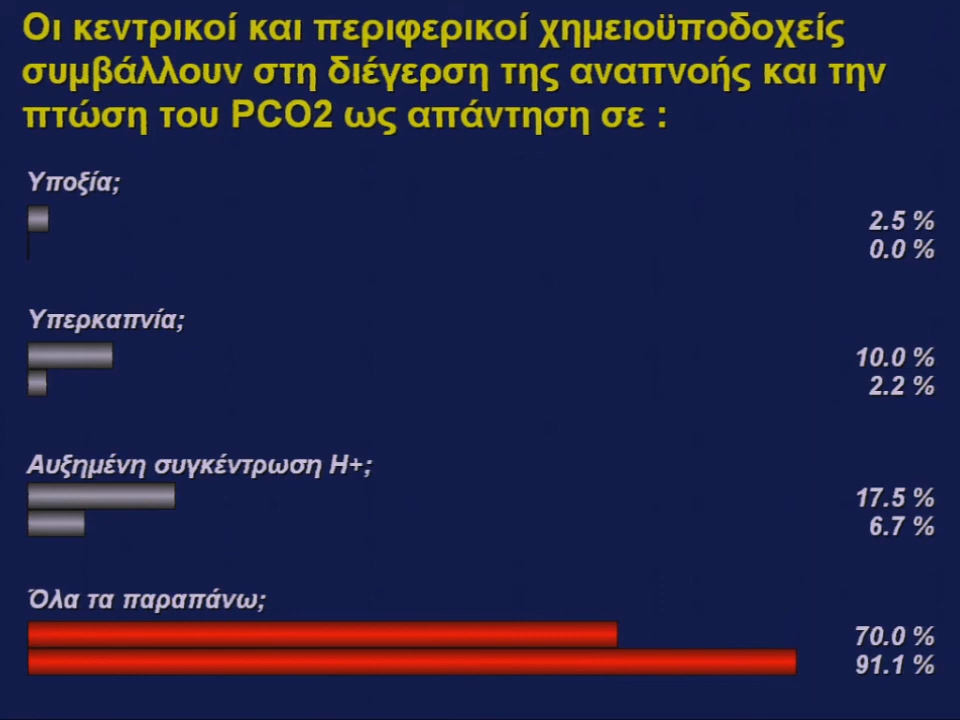 Οι κεντρικοί και περιφερικοί χημειοϋποδοχείς
συμβάλλουν στη διέγερση της αναπνοής και την
πτώση του PCO2 ως απάντηση σε :
Υποξία;
2.5 %
0.0 %
Υπερκαπνία;
10.0 %
2.2 %
Αυξημένη συγκέντρωση Η+;
17.5 %
6.7 %
Όλα τα παραπάνω;
70.0 %
91.1 %